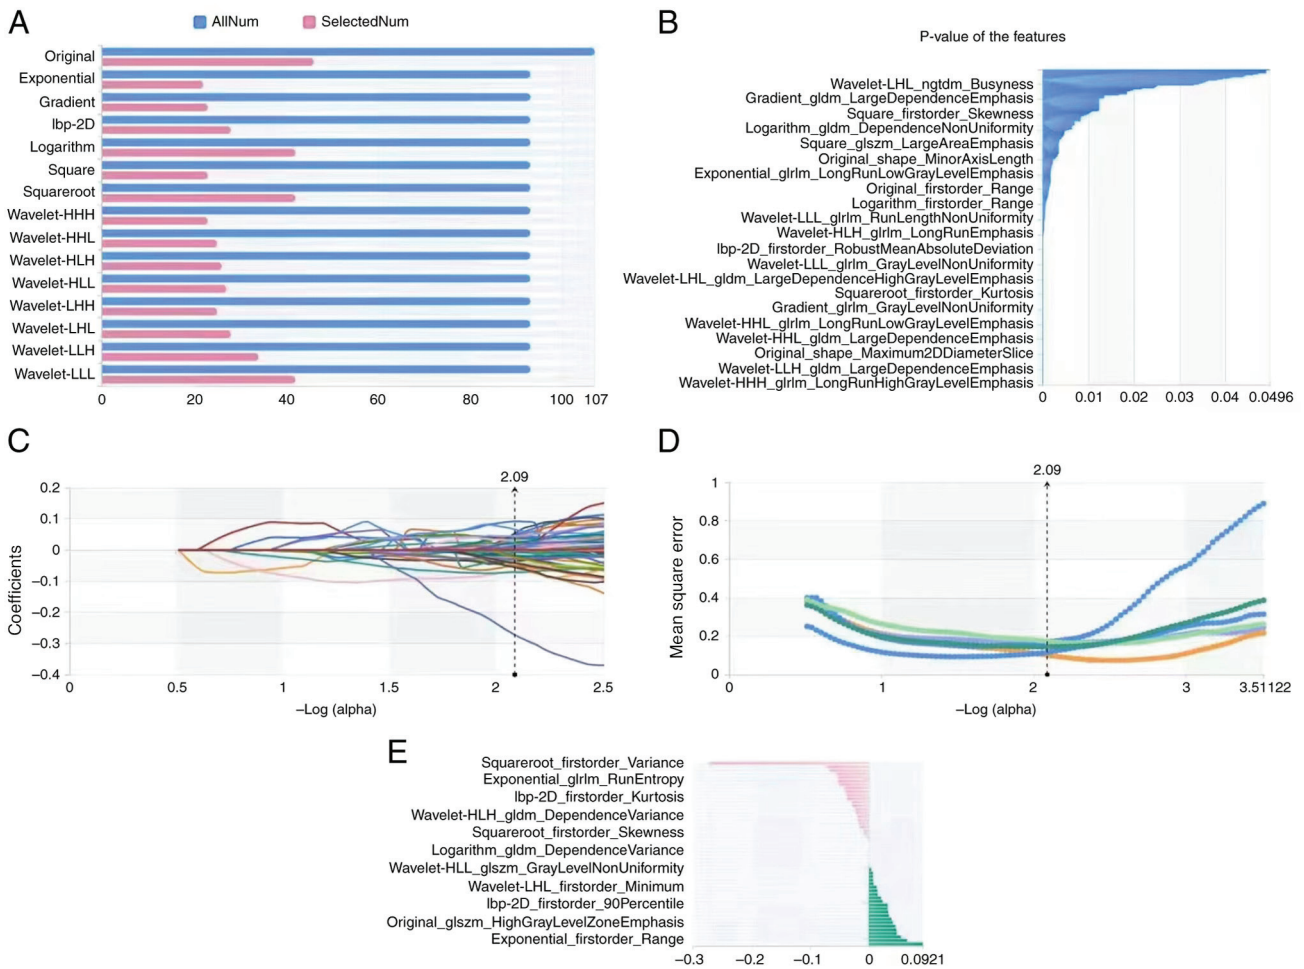 A
AllNum
SelectedNum
Original
Exponential
Gradient
lbp-2D
Logarithm
Square
Squareroot
Wavelet-HHH
Wavelet-HHL
Wavelet-HLH
Wavelet-HLL
Wavelet-LHH
Wavelet-LHL
Wavelet-LLH
Wavelet-LLL
0 20 40 60 80 100 107
B
P-value of the features
Wavelet-LHL_ngtdm_Busyness
Gradient_gldm_LargeDependenceEmphasis
Square_firstorder_Skewness
Logarithm_gldm_DependenceNonUniformity
Square_glszm_LargeAreaEmphasis
Original_shape_MinorAxisLength
Exponential_glrlm_LongRunLowGrayLevelEmphasis
Original_firstorder_Range
Logarithm_firstorder_Range
Wavelet-LLL_glrlm_RunLengthNonUniformity
Wavelet-HLH_glrlm_LongRunEmphasis
lbp-2D_firstorder_RobustMeanAbsoluteDeviation
Wavelet-LLL_glrlm_GrayLevelNonUniformity
Wavelet-LHL_gldm_LargeDependenceHighGrayLevelEmphasis
Squareroot_firstorder_Kurtosis
Gradient_glrlm_GrayLevelNonUniformity
Wavelet-HHL_glrlm_LongRunLowGrayLevelEmphasis
Wavelet-HHL_gldm_LargeDependenceEmphasis
Original_shape_Maximum2DDiameterSlice
Wavelet-LLH_gldm_LargeDependenceEmphasis
Wavelet-HHH_glrlm_LongRunHighGrayLevelEmphasis
0 0.01 0.02 0.03 0.04 0.0496
C
2.09
Coefficients
0.2
0.1
0
–0.1
–0.2
–0.3
–0.4
0 0.5 1 1.5 2 2.5
–Log (alpha)
D
2.09
Mean square error
1
0.8
0.6
0.4
0.2
0
0 1 2 3 3.51122
–Log (alpha)
E
Squareroot_firstorder_Variance
Exponential_glrlm_RunEntropy
lbp-2D_firstorder_Kurtosis
Wavelet-HLH_gldm_DependenceVariance
Squareroot_firstorder_Skewness
Logarithm_gldm_DependenceVariance
Wavelet-HLL_glszm_GrayLevelNonUniformity
Wavelet-LHL_firstorder_Minimum
lbp-2D_firstorder_90Percentile
Original_glszm_HighGrayLevelZoneEmphasis
Exponential_firstorder_Range
–0.3 –0.2 –0.1 0 0.0921